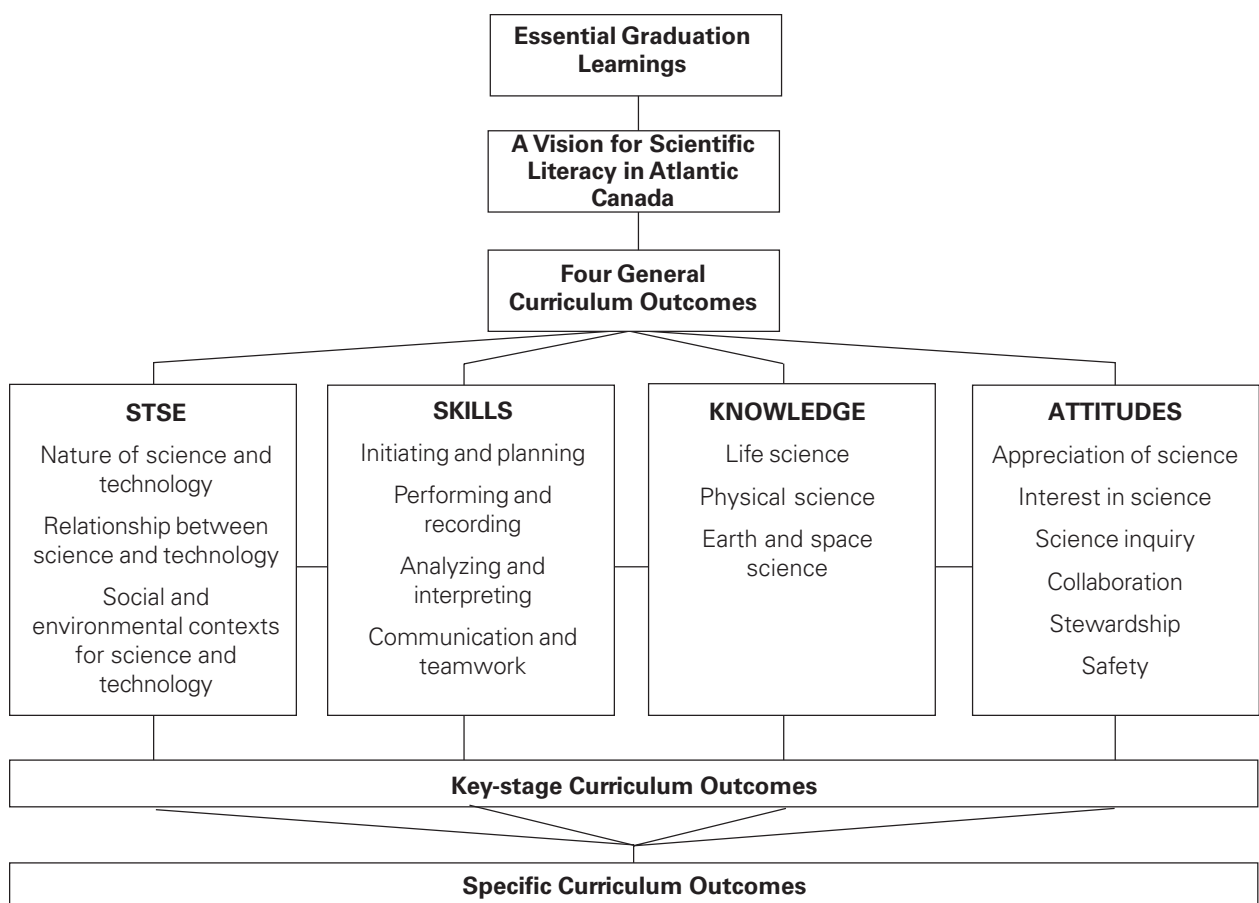 Essential Graduation
Learnings
A Vision for Scientific
Literacy in Atlantic
Canada
Four General
Curriculum Outcomes
STSE
Nature of science and
technology
Relationship between
science and technology
Social and
environmental contexts
for science and
technology
SKILLS
Initiating and planning
Performing and
recording
Analyzing and
interpreting
Communication and
teamwork
KNOWLEDGE
Life science
Physical science
Earth and space
science
ATTITUDES
Appreciation of science
Interest in science
Science inquiry
Collaboration
Stewardship
Safety
Key-stage Curriculum Outcomes
Specific Curriculum Outcomes